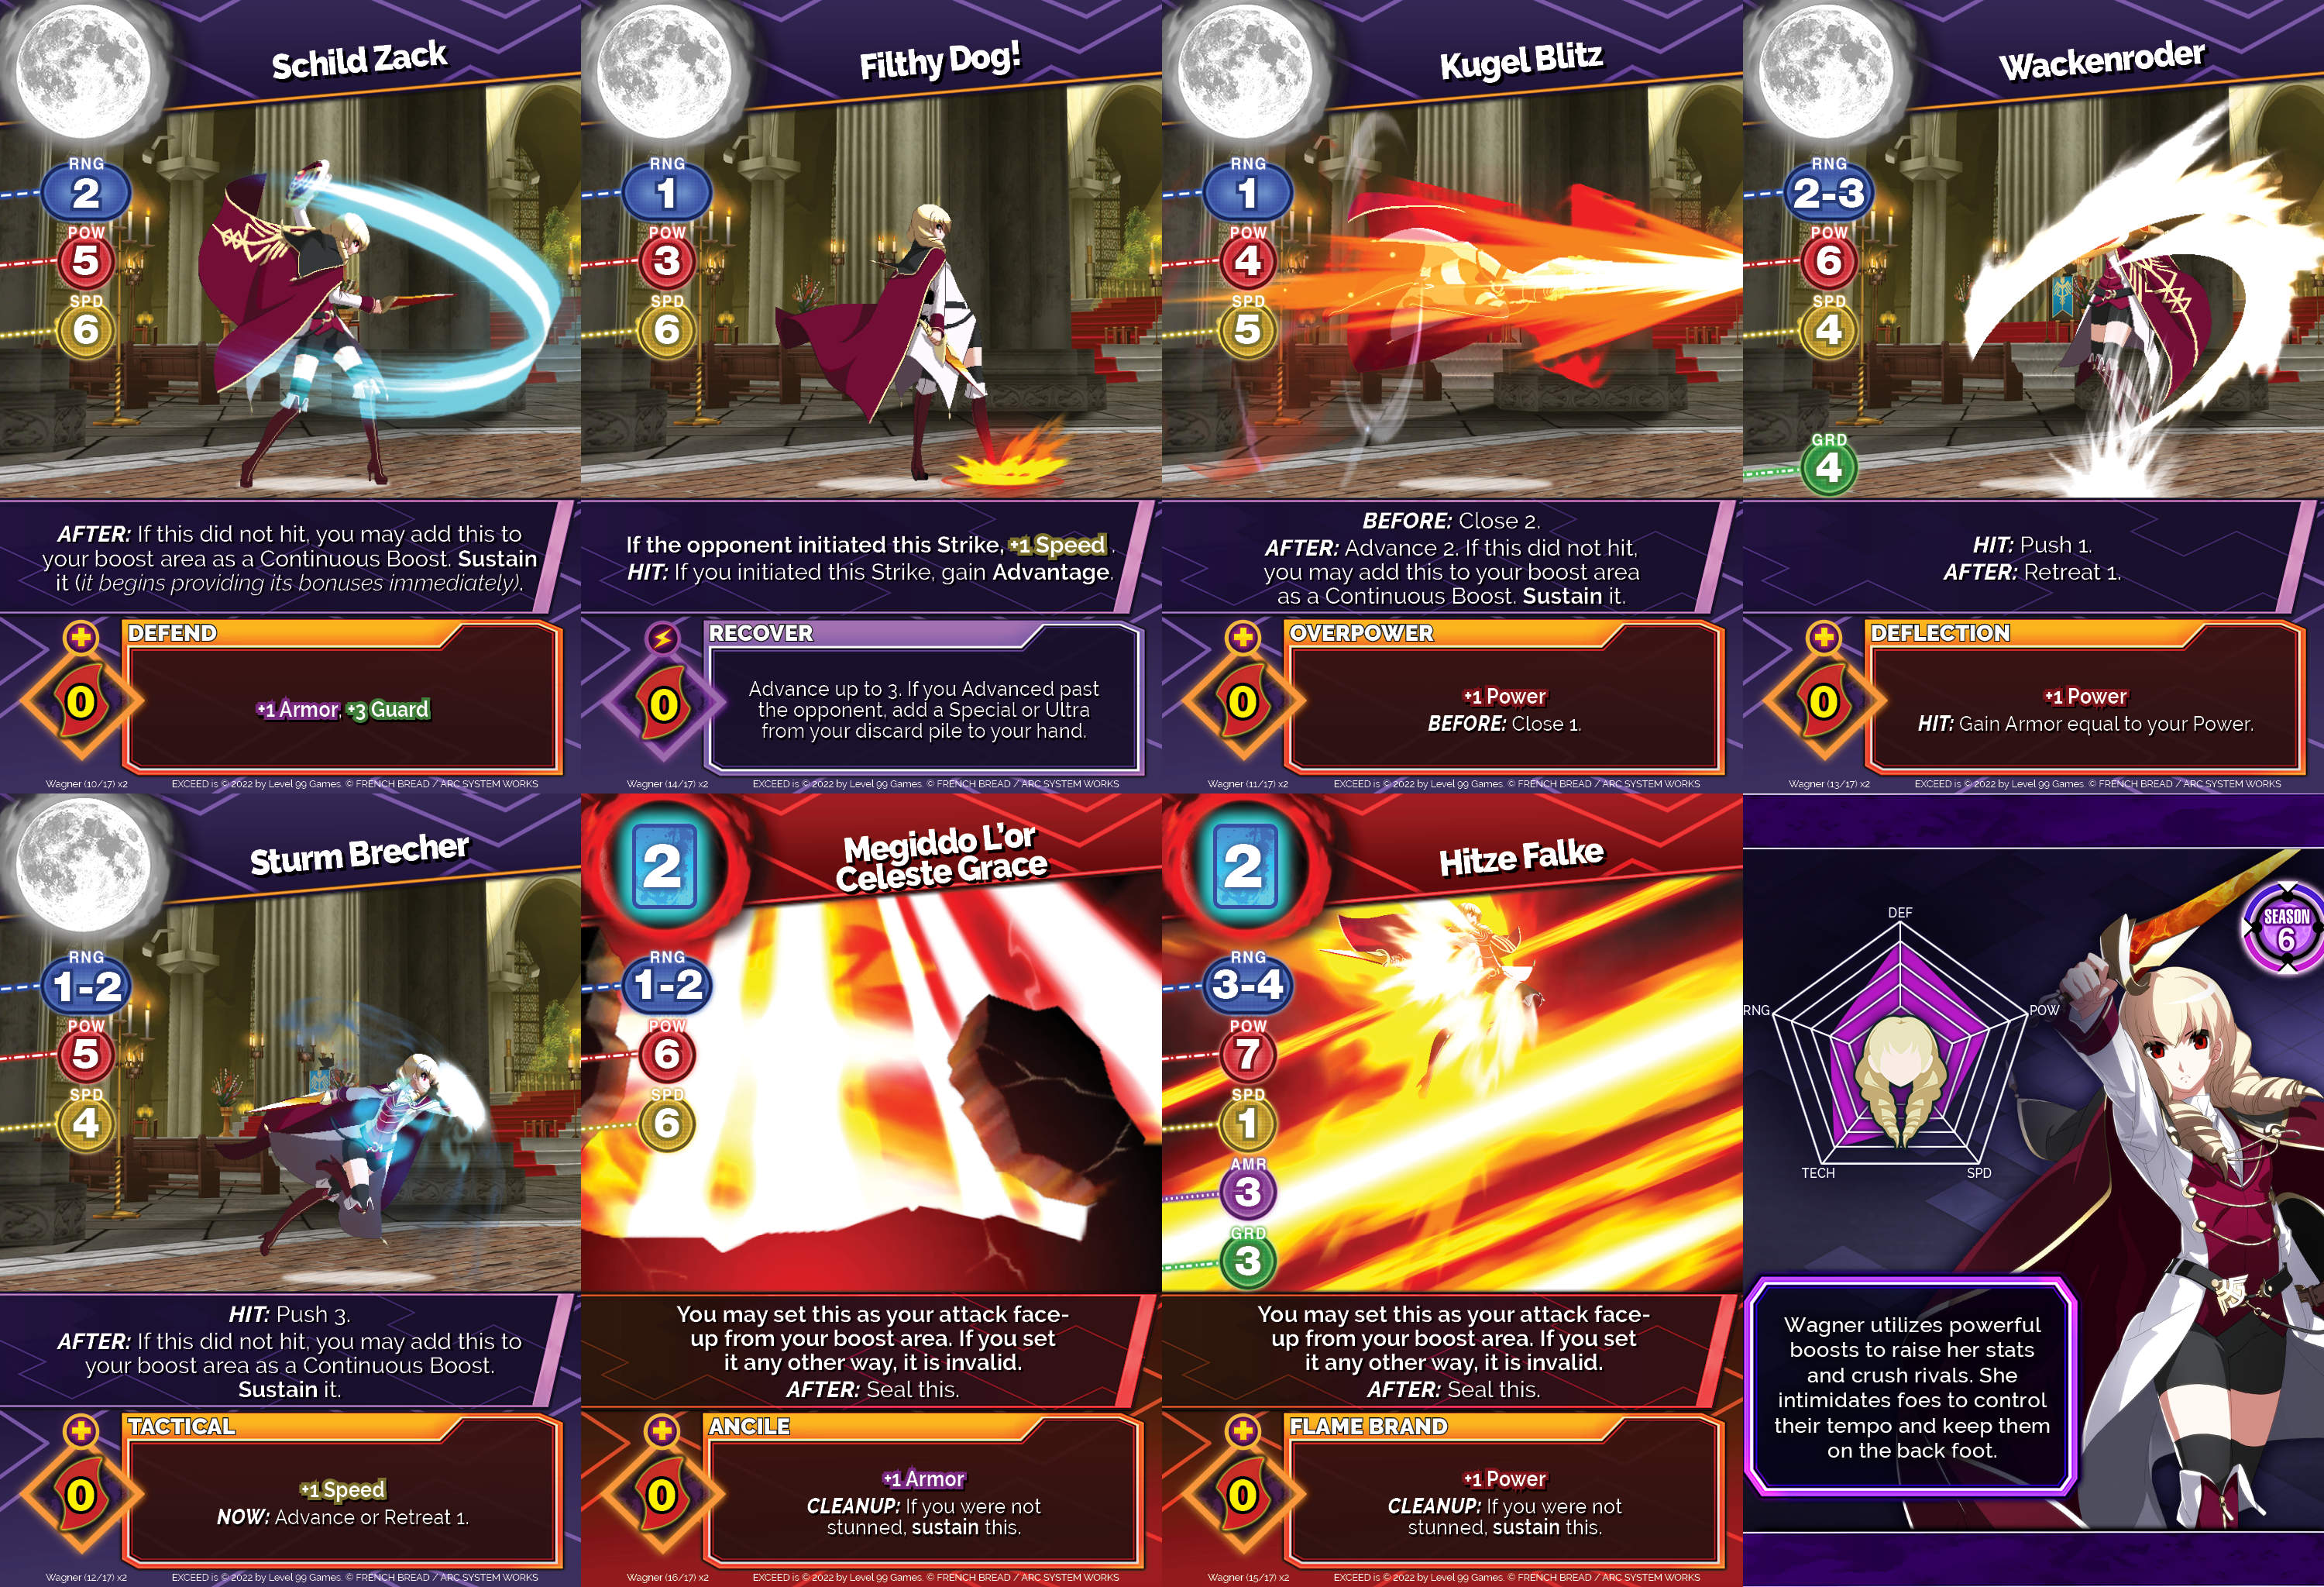 Schild Zack
RNG
2
POW
5
SPD
6
AFTER: If this did not hit, you may add this to
your boost area as a Continuous Boost. Sustain
it (it begins providing its bonuses immediately).
DEFEND
0
+1 Armor, +3 Guard
Wagner (10/17) x2
EXCEED is © 2022 by Level 99 Games. © FRENCH BREAD / ARC SYSTEM WORKS
Filthy Dog!
RNG
1
POW
3
SPD
6
If the opponent initiated this Strike, +1 Speed.
HIT: If you initiated this Strike, gain Advantage.
RECOVER
0
Advance up to 3. If you Advanced past
the opponent, add a Special or Ultra
from your discard pile to your hand.
Wagner (14/17) x2
EXCEED is © 2022 by Level 99 Games. © FRENCH BREAD / ARC SYSTEM WORKS
Kugel Blitz
RNG
1
POW
4
SPD
5
BEFORE: Close 2.
AFTER: Advance 2. If this did not hit,
you may add this to your boost area
as a Continuous Boost. Sustain it.
OVERPOWER
0
+1 Power
BEFORE: Close 1.
Wagner (11/17) x2
EXCEED is © 2022 by Level 99 Games. © FRENCH BREAD / ARC SYSTEM WORKS
Wackenroder
RNG
2-3
POW
6
SPD
4
GRD
4
HIT: Push 1.
AFTER: Retreat 1.
DEFLECTION
0
+1 Power
HIT: Gain Armor equal to your Power.
Wagner (13/17) x2
EXCEED is © 2022 by Level 99 Games. © FRENCH BREAD / ARC SYSTEM WORKS
Sturm Brecher
RNG
1-2
POW
5
SPD
4
HIT: Push 3.
AFTER: If this did not hit, you may add this to
your boost area as a Continuous Boost.
Sustain it.
TACTICAL
0
+1 Speed
NOW: Advance or Retreat 1.
Wagner (12/17) x2
EXCEED is © 2022 by Level 99 Games. © FRENCH BREAD / ARC SYSTEM WORKS
2
Megiddo L'or
Celeste Grace
RNG
1-2
POW
6
SPD
6
You may set this as your attack face-
up from your boost area. If you set
it any other way, it is invalid.
AFTER: Seal this.
ANCILE
0
+1 Armor
CLEANUP: If you were not
stunned, sustain this.
Wagner (16/17) x2
EXCEED is © 2022 by Level 99 Games. © FRENCH BREAD / ARC SYSTEM WORKS
2
Hitze Falke
RNG
3-4
POW
7
SPD
1
AMR
3
GRD
3
You may set this as your attack face-
up from your boost area. If you set
it any other way, it is invalid.
AFTER: Seal this.
FLAME BRAND
0
+1 Power
CLEANUP: If you were not
stunned, sustain this.
Wagner (15/17) x2
EXCEED is © 2022 by Level 99 Games. © FRENCH BREAD / ARC SYSTEM WORKS
SEASON
6
DEF
RNG
POW
TECH
SPD
Wagner utilizes powerful
boosts to raise her stats
and crush rivals. She
intimidates foes to control
their tempo and keep them
on the back foot.